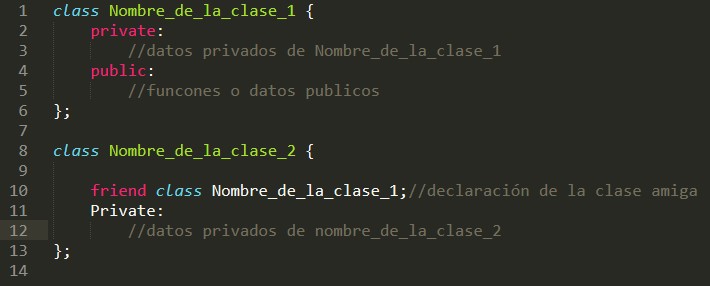 1 class Nombre_de_la_clase_1 {
2 private:
3 //datos privados de Nombre_de_la_clase_1
4 public:
5 //funcones o datos publicos
6 };
7
8 class Nombre_de_la_clase_2 {
9
10 friend class Nombre_de_la_clase_1;//declaración de la clase amiga
11 Private:
12 //datos privados de nombre_de_la_clase_2
13 };
14